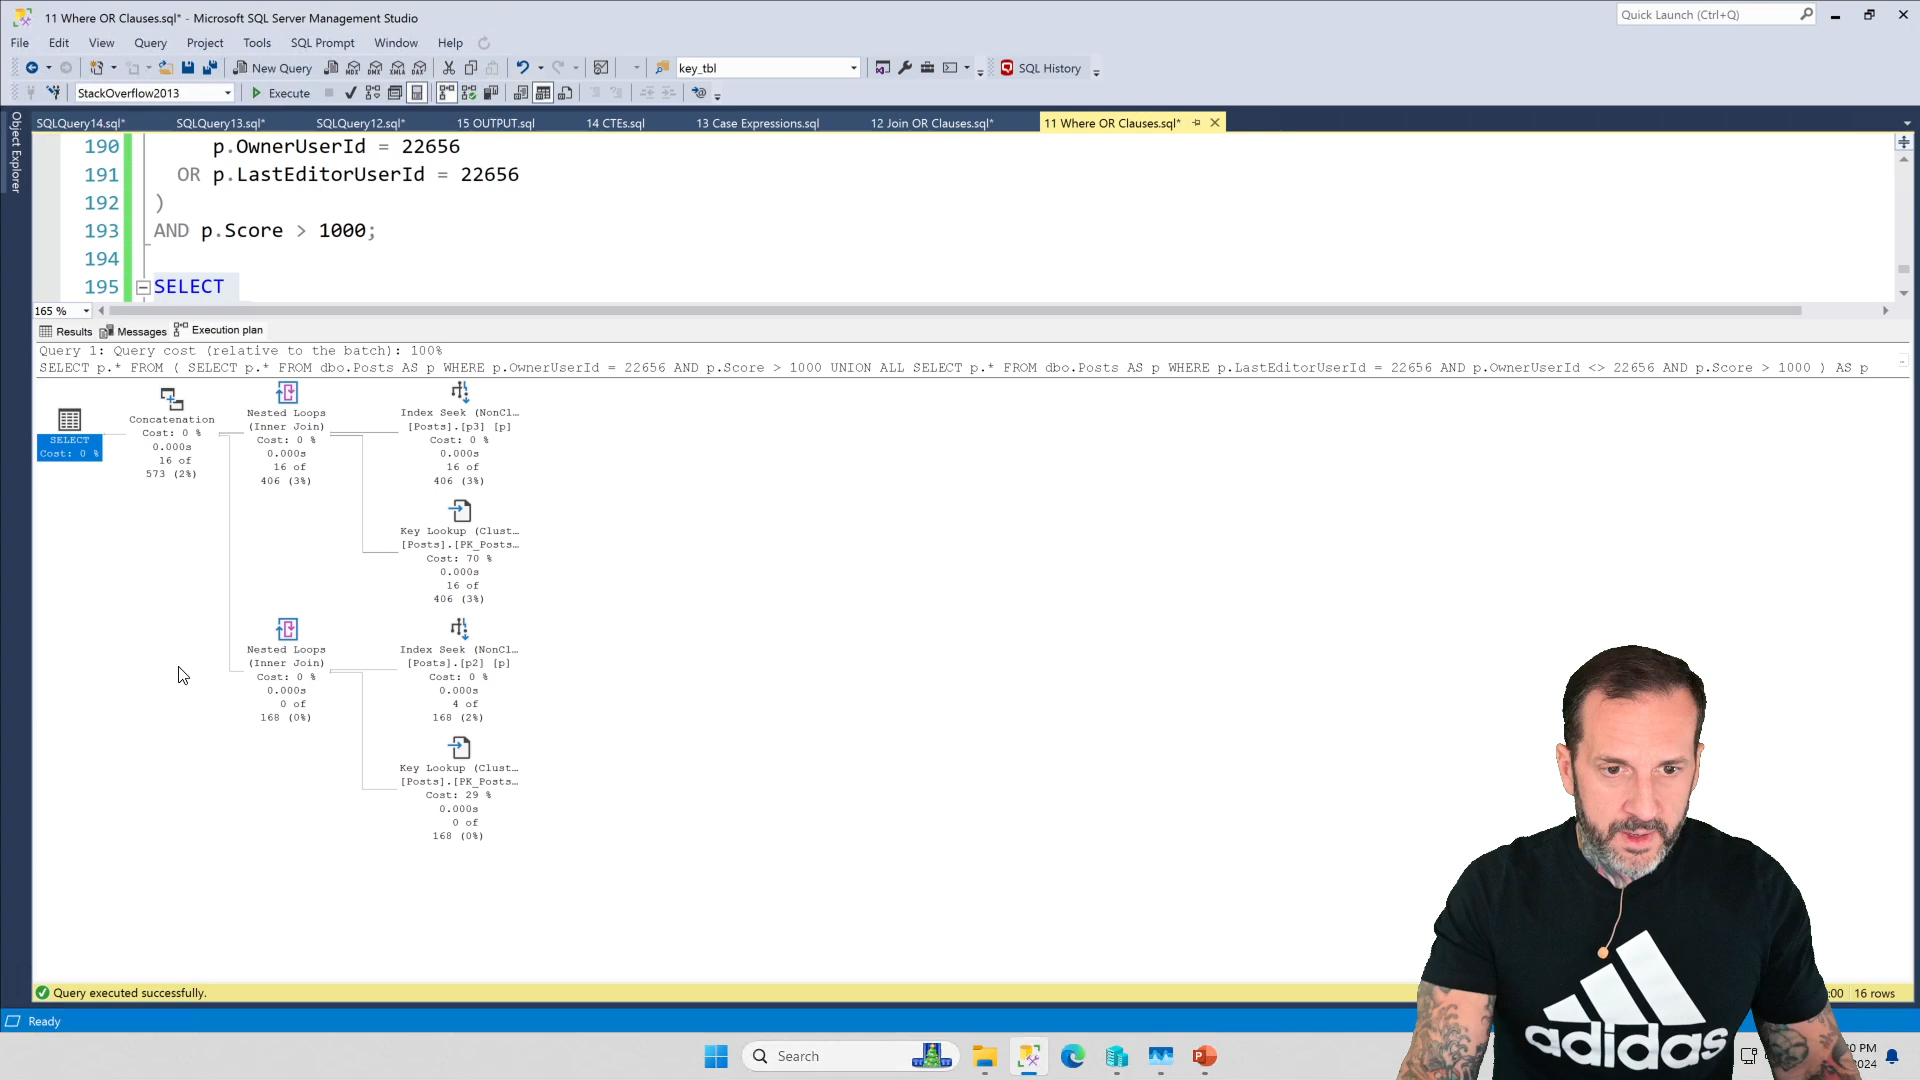 11 Where OR Clauses.sql* - Microsoft SQL Server Management Studio
Quick Launch (Ctrl+Q)
File Edit View Query Project Tools SQL Prompt Window Help
New Query MDX DMX XMLA DAX key_tbl SQL History
StackOverflow2013 Execute
SQLQuery14.sql* SQLQuery13.sql* SQLQuery12.sql* 15 OUTPUT.sql 14 CTEs.sql 13 Case Expressions.sql 12 Join OR Clauses.sql* 11 Where OR Clauses.sql*
Object Explorer
190 p.OwnerUserId = 22656
191 OR p.LastEditorUserId = 22656
192 )
193 AND p.Score > 1000;
194
195 SELECT
165 %
Results Messages Execution plan
Query 1: Query cost (relative to the batch): 100%
SELECT p.* FROM ( SELECT p.* FROM dbo.Posts AS p WHERE p.OwnerUserId = 22656 AND p.Score > 1000 UNION ALL SELECT p.* FROM dbo.Posts AS p WHERE p.LastEditorUserId = 22656 AND p.OwnerUserId <> 22656 AND p.Score > 1000 ) AS p
SELECT
Cost: 0 %
Concatenation
Cost: 0 %
0.000s
16 of
573 (2%)
Nested Loops
(Inner Join)
Cost: 0 %
0.000s
16 of
406 (3%)
Index Seek (NonCl…
[Posts].[p3] [p]
Cost: 0 %
0.000s
16 of
406 (3%)
Key Lookup (Clust…
[Posts].[PK_Posts…
Cost: 70 %
0.000s
16 of
406 (3%)
Nested Loops
(Inner Join)
Cost: 0 %
0.000s
0 of
168 (0%)
Index Seek (NonCl…
[Posts].[p2] [p]
Cost: 0 %
0.000s
4 of
168 (2%)
Key Lookup (Clust…
[Posts].[PK_Posts…
Cost: 29 %
0.000s
0 of
168 (0%)
Query executed successfully.
:00 16 rows
Ready
Search
0 PM
2024
adidas